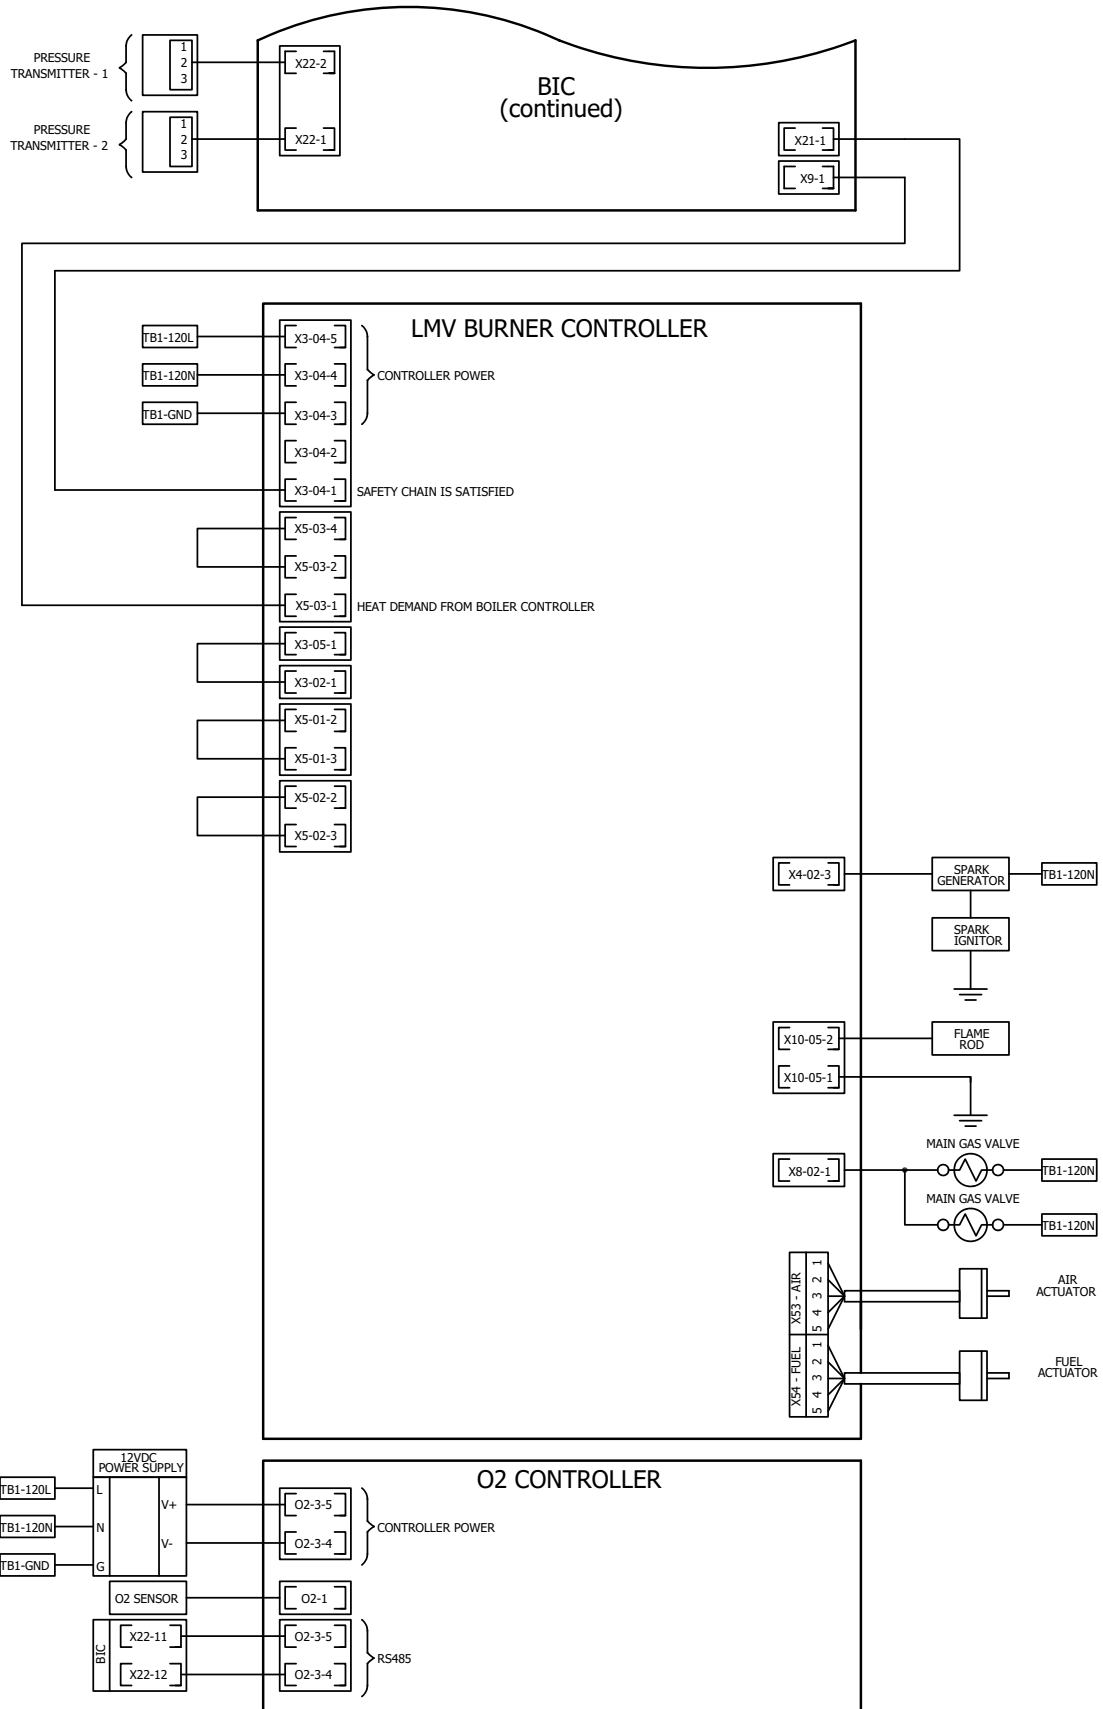 PRESSURE
TRANSMITTER - 1
1
2
3
X22-2
PRESSURE
TRANSMITTER - 2
1
2
3
X22-1
BIC
(continued)
X21-1
X9-1
LMV BURNER CONTROLLER
TB1-120L
X3-04-5
TB1-120N
X3-04-4
CONTROLLER POWER
TB1-GND
X3-04-3
X3-04-2
X3-04-1
SAFETY CHAIN IS SATISFIED
X5-03-4
X5-03-2
X5-03-1
HEAT DEMAND FROM BOILER CONTROLLER
X3-05-1
X3-02-1
X5-01-2
X5-01-3
X5-02-2
X5-02-3
X4-02-3
SPARK
GENERATOR
TB1-120N
SPARK
IGNITOR
X10-05-2
FLAME
ROD
X10-05-1
MAIN GAS VALVE
X8-02-1
TB1-120N
MAIN GAS VALVE
TB1-120N
X53 - AIR
1
2
3
4
5
AIR
ACTUATOR
X54 - FUEL
1
2
3
4
5
FUEL
ACTUATOR
12VDC
POWER SUPPLY
O2 CONTROLLER
TB1-120L
L
V+
O2-3-5
TB1-120N
N
V-
O2-3-4
CONTROLLER POWER
TB1-GND
G
O2 SENSOR
O2-1
BIC
X22-11
O2-3-5
RS485
X22-12
O2-3-4